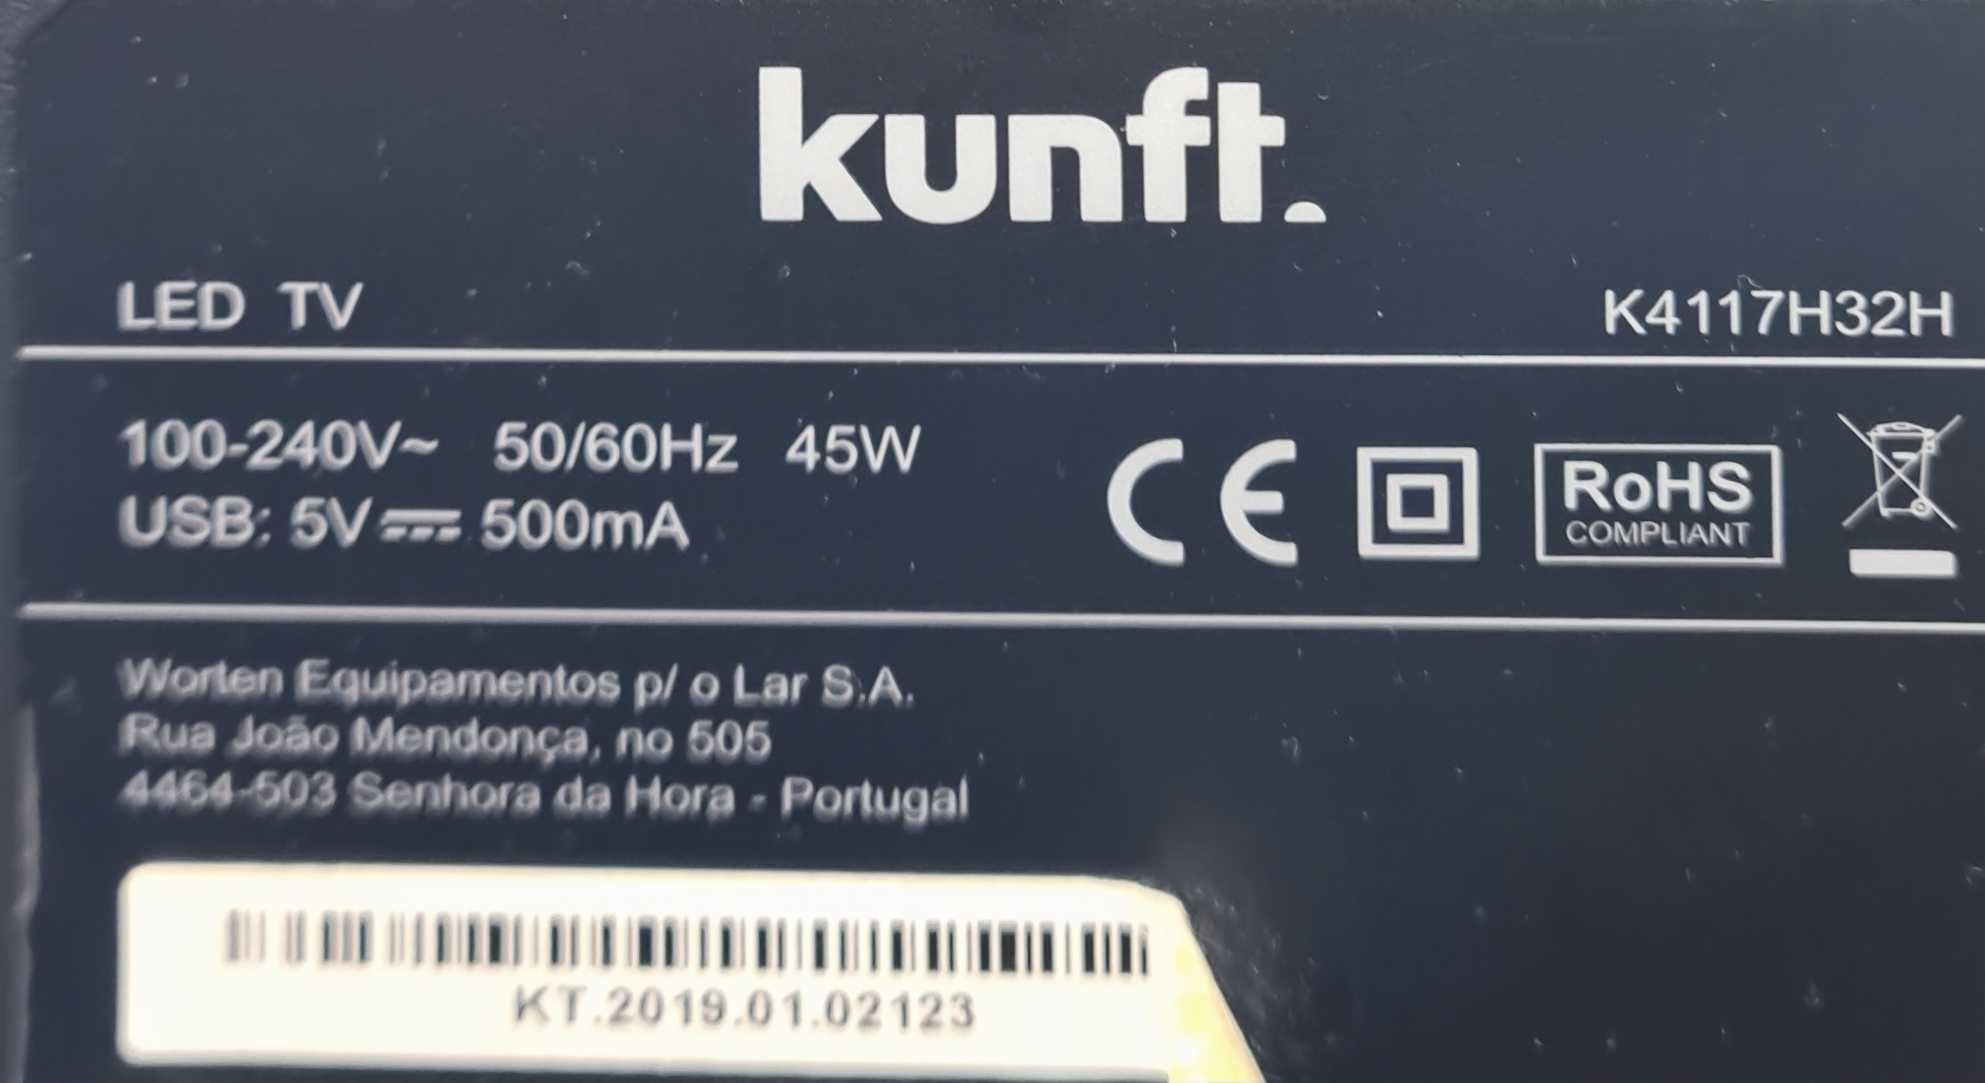 kunft.
LED TV K4117H32H
100-240V~ 50/60Hz 45W
USB: 5V⎓500mA
CE RoHS
COMPLIANT
Worten Equipamentos p/ o Lar S.A.
Rua João Mendonça, no 505
4464-503 Senhora da Hora - Portugal
KT.2019.01.02123